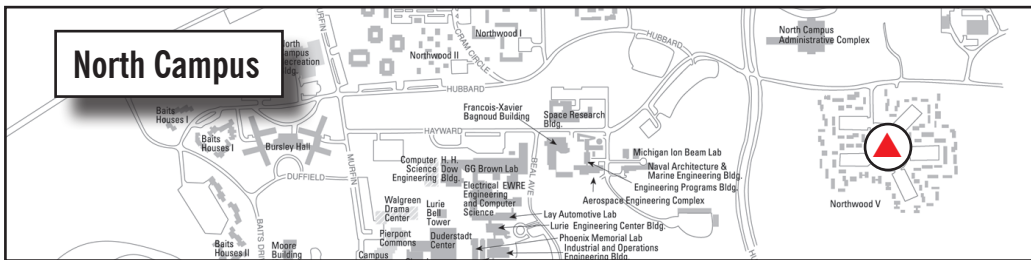 North Campus
MURFIN
North
Campus
Recreation
Bldg.
CRAM CIRCLE
Northwood I
Northwood II
HUBBARD
HUBBARD
North Campus
Administrative Complex
Baits
Houses I
Baits
Houses I
Bursley Hall
DUFFIELD
MURFIN
HAYWARD
Francois-Xavier
Bagnoud Building
Space Research
Bldg.
Michigan Ion Beam Lab
Naval Architecture &
Marine Engineering Bldg.
Engineering Programs Bldg.
Aerospace Engineering Complex
Northwood V
Computer
Science
Engineering
H. H.
Dow
Bldg.
GG Brown Lab
Electrical
Engineering
and Computer
Science
EWRE
BEAL AVE
Walgreen
Drama
Center
Lurie
Bell
Tower
Lay Automotive Lab
Lurie Engineering Center Bldg.
Pierpont
Commons
Duderstadt
Center
Phoenix Memorial Lab
Industrial and Operations
Engineering Bldg.
Baits
Houses II
BAITS
Moore
Building
Campus